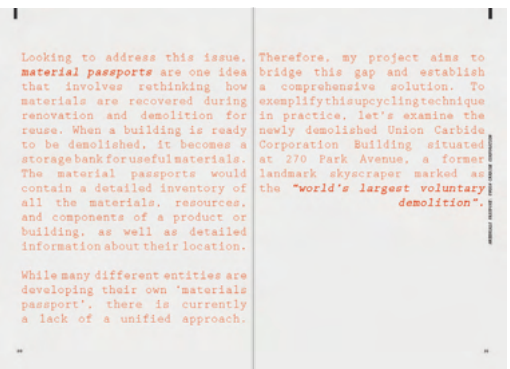 Looking to address this issue,
material passports are one idea
that involves rethinking how
materials are recovered during
renovation and demolition for
reuse. When a building is ready
to be demolished, it becomes a
storage bank for useful materials.
The material passports would
contain a detailed inventory of
all the materials, resources,
and components of a product or
building, as well as detailed
information about their location.
While many different entities are
developing their own 'materials
passport', there is currently
a lack of a unified approach.
Therefore, my project aims to
bridge this gap and establish
a comprehensive solution. To
exemplify this upcycling technique
in practice, let's examine the
newly demolished Union Carbide
Corporation Building situated
at 270 Park Avenue, a former
landmark skyscraper marked as
the "world's largest voluntary
demolition".